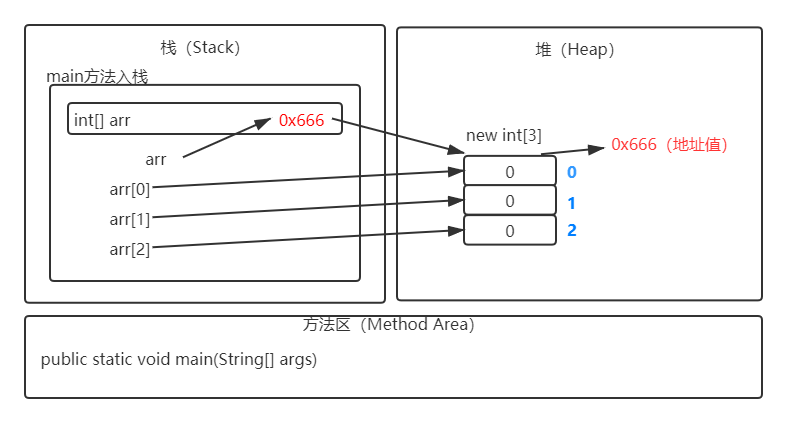 栈（Stack）
main方法入栈
int[] arr
0x666
arr
arr[0]
arr[1]
arr[2]
堆（Heap）
new int[3]
0x666（地址值）
0
0
0
1
0
2
方法区（Method Area）
public static void main(String[] args)